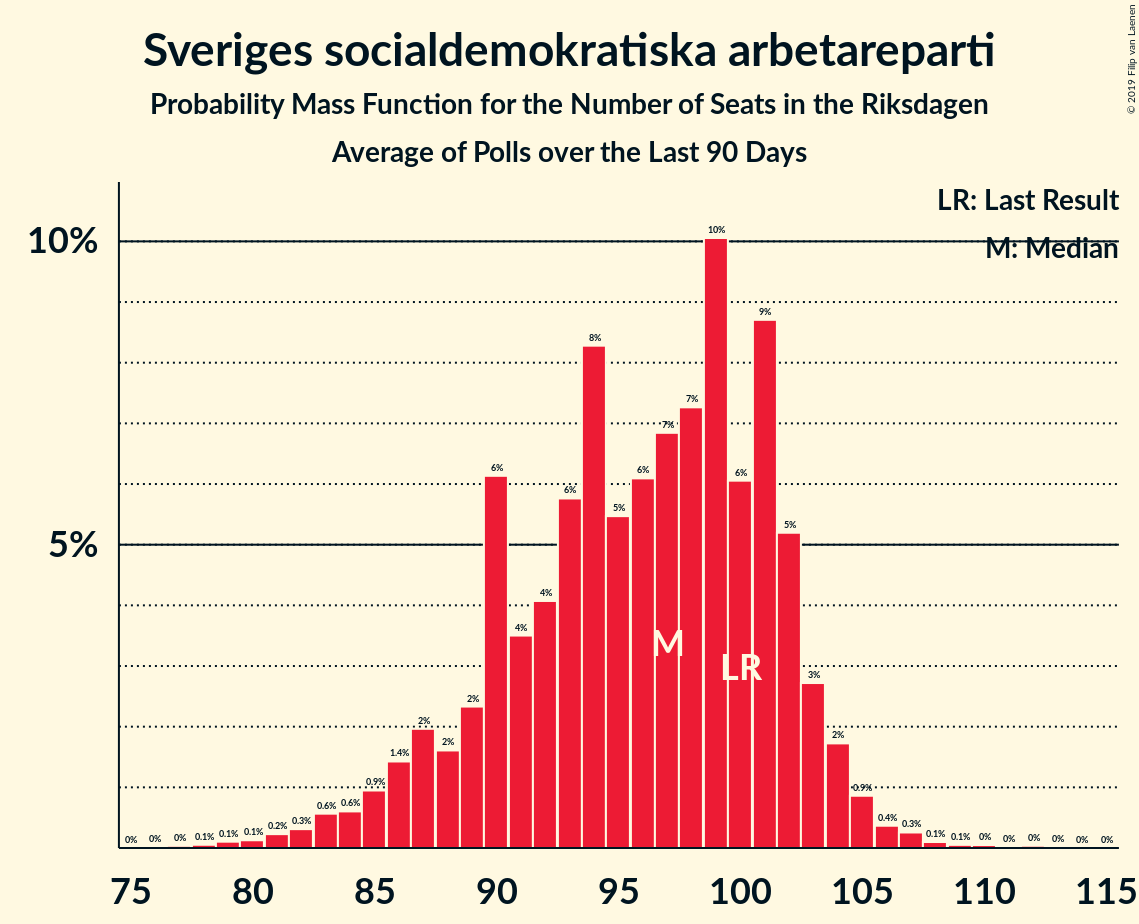 Sveriges socialdemokratiska arbetareparti
Probability Mass Function for the Number of Seats in the Riksdagen
Average of Polls over the Last 90 Days
© 2019 Filip van Laenen
LR: Last Result
M: Median
10%
5%
0% 0% 0% 0.1% 0.1% 0.1% 0.2% 0.3% 0.6% 0.6% 0.9% 1.4% 2% 2% 2% 6% 4% 4% 6% 8% 5% 6% 7% 7% 10% 6% 9% 5% 3% 2% 0.9% 0.4% 0.3% 0.1% 0.1% 0% 0% 0% 0% 0% 0%
M
LR
75 80 85 90 95 100 105 110 115